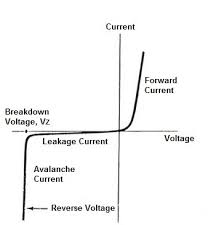 Current
Forward
Current
Breakdown
Voltage, Vz
Voltage
Leakage Current
Avalanche
Current
Reverse Voltage